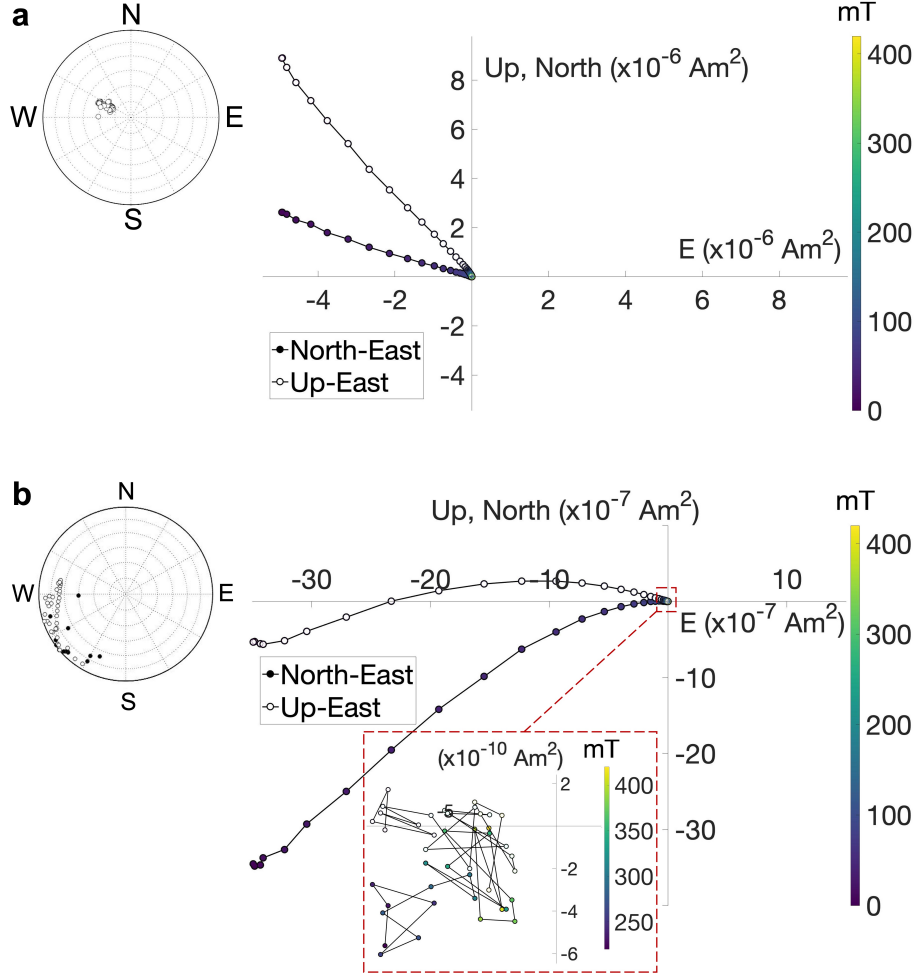 a
N
W
E
S
Up, North (x10⁻⁶ Am²)
8
6
4
2
E (x10⁻⁶ Am²)
-4
-2
2
4
6
8
-2
-4
North-East
Up-East
mT
400
300
200
100
0
b
N
W
E
S
Up, North (x10⁻⁷ Am²)
-30
-20
-10
10
E (x10⁻⁷ Am²)
-10
-20
-30
North-East
Up-East
(x10⁻¹⁰ Am²)
mT
2
-5
-2
-4
-6
400
350
300
250
mT
400
300
200
100
0